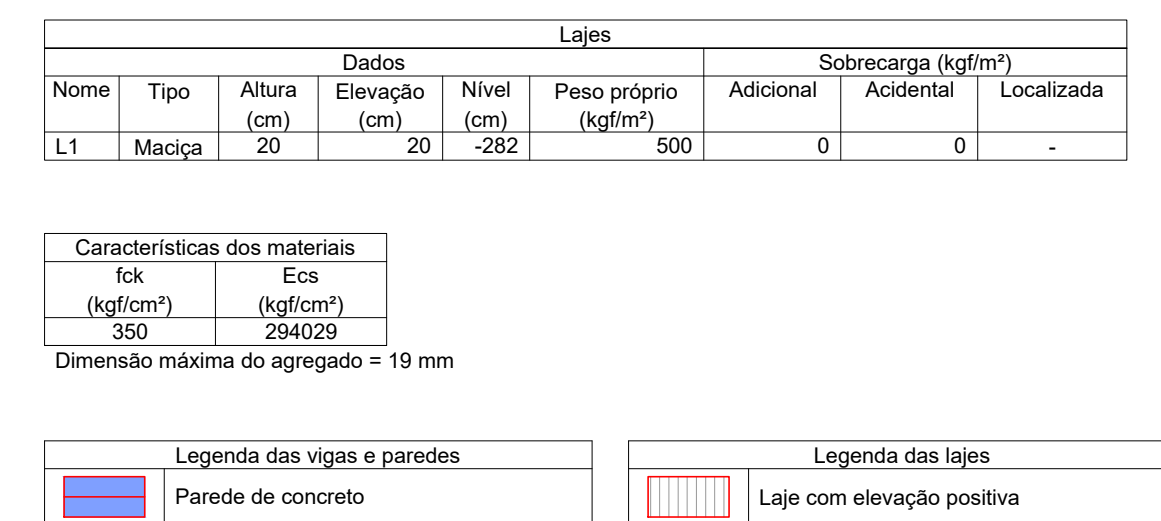 Lajes
Dados Sobrecarga (kgf/m²)
Nome Tipo Altura Elevação Nível Peso próprio Adicional Acidental Localizada
(cm) (cm) (cm) (kgf/m²)
L1 Maciça 20 20 -282 500 0 0 -
Características dos materiais
fck Ecs
(kgf/cm²) (kgf/cm²)
350 294029
Dimensão máxima do agregado = 19 mm
Legenda das vigas e paredes Legenda das lajes
Parede de concreto Laje com elevação positiva